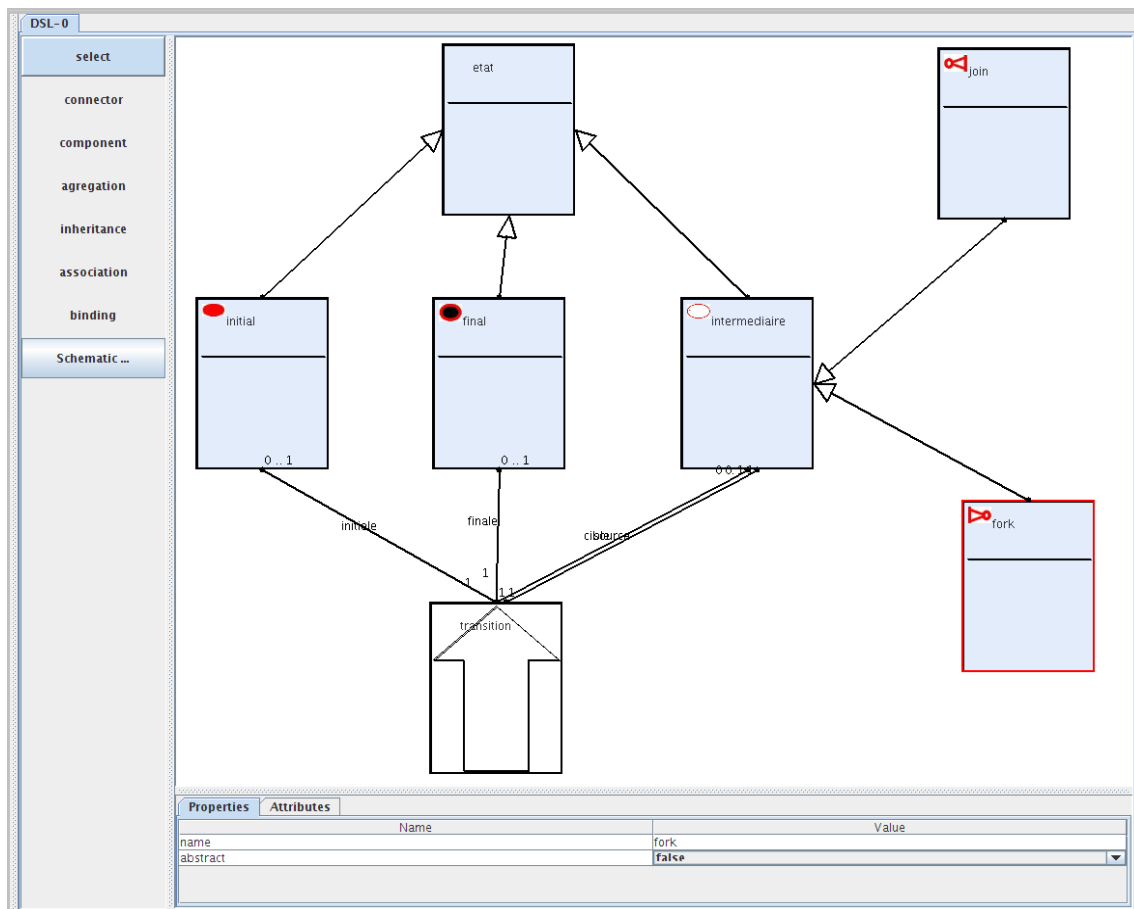 DSL-0
select
connector
component
agregation
inheritance
association
binding
Schematic ...
etat
join
initial
final
intermediaire
0 .. 1
0 .. 1
fork
initiale
finale
source
1
1
1
1
transition
Properties
Attributes
Name
Value
name
fork
abstract
false